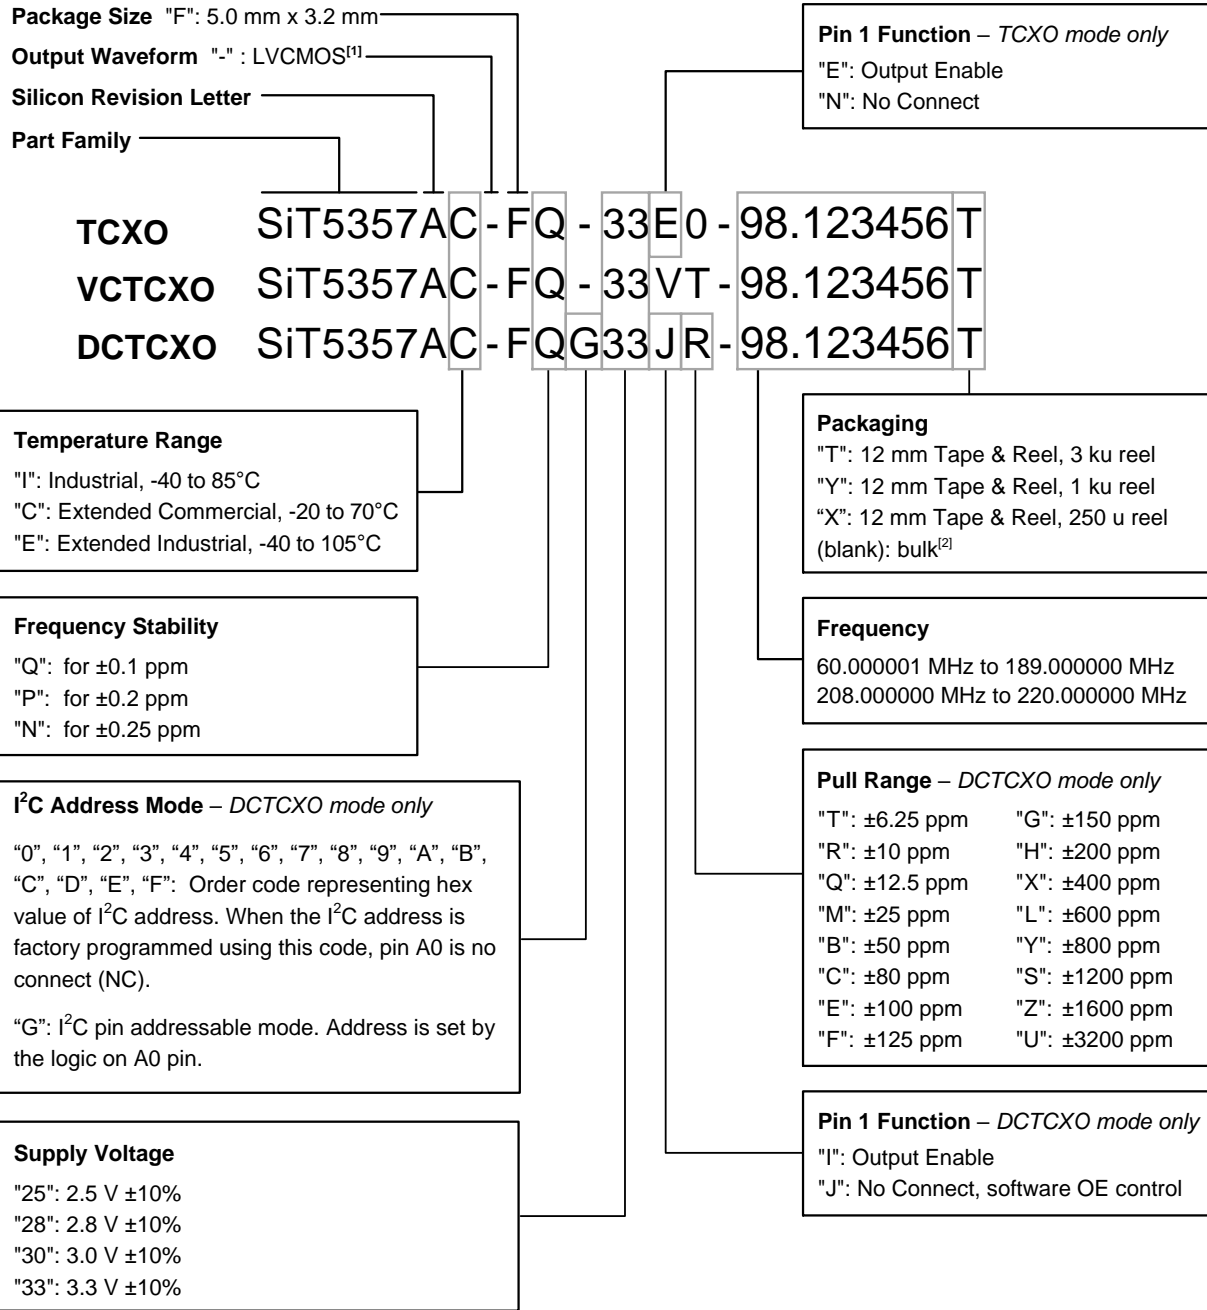 Package Size "F": 5.0 mm x 3.2 mm
Output Waveform "-" : LVCMOS[1]
Silicon Revision Letter
Part Family
Pin 1 Function – TCXO mode only
"E": Output Enable
"N": No Connect
TCXO SiT5357AC-FQ-33E0-98.123456T
VCTCXO SiT5357AC-FQ-33VT-98.123456T
DCTCXO SiT5357AC-FQG33JR-98.123456T
Temperature Range
"I": Industrial, -40 to 85°C
"C": Extended Commercial, -20 to 70°C
"E": Extended Industrial, -40 to 105°C
Frequency Stability
"Q": for ±0.1 ppm
"P": for ±0.2 ppm
"N": for ±0.25 ppm
I2C Address Mode – DCTCXO mode only
“0”, “1”, “2”, “3”, “4”, “5”, “6”, “7”, “8”, “9”, “A”, “B”,
“C”, “D”, “E”, “F”: Order code representing hex
value of I2C address. When the I2C address is
factory programmed using this code, pin A0 is no
connect (NC).
“G”: I2C pin addressable mode. Address is set by
the logic on A0 pin.
Supply Voltage
"25": 2.5 V ±10%
"28": 2.8 V ±10%
"30": 3.0 V ±10%
"33": 3.3 V ±10%
Packaging
"T": 12 mm Tape & Reel, 3 ku reel
"Y": 12 mm Tape & Reel, 1 ku reel
“X”: 12 mm Tape & Reel, 250 u reel
(blank): bulk[2]
Frequency
60.000001 MHz to 189.000000 MHz
208.000000 MHz to 220.000000 MHz
Pull Range – DCTCXO mode only
"T": ±6.25 ppm "G": ±150 ppm
"R": ±10 ppm "H": ±200 ppm
"Q": ±12.5 ppm "X": ±400 ppm
"M": ±25 ppm "L": ±600 ppm
"B": ±50 ppm "Y": ±800 ppm
"C": ±80 ppm "S": ±1200 ppm
"E": ±100 ppm "Z": ±1600 ppm
"F": ±125 ppm "U": ±3200 ppm
Pin 1 Function – DCTCXO mode only
"I": Output Enable
"J": No Connect, software OE control